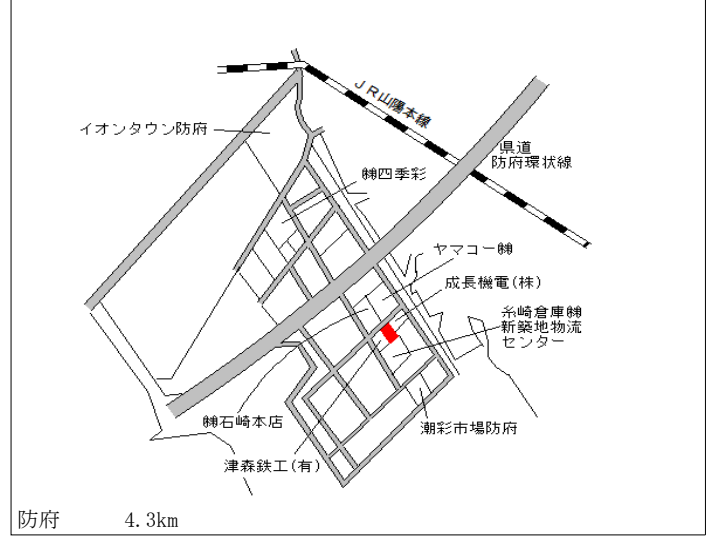 JR山陽本線
イオンタウン防府
県道
防府環状線
㈱四季彩
ヤマコー㈱
成長機電(株)
糸崎倉庫㈱
新築地物流
センター
㈱石崎本店
潮彩市場防府
津森鉄工(有)
防府 4.3km